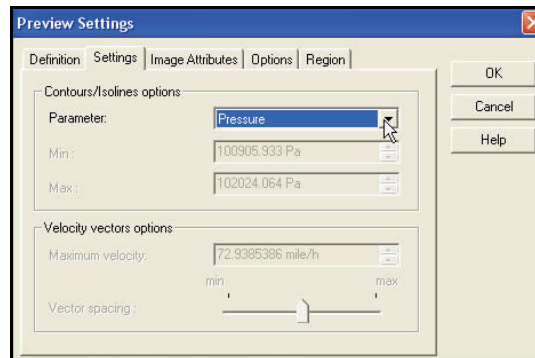 Preview Settings
Definition Settings Image Attributes Options Region
OK
Cancel
Help
Contours/Isolines options
Parameter: Pressure
Min : 100905.933 Pa
Max : 102024.064 Pa
Velocity vectors options
Maximum velocity: 72.9385386 mile/h
min max
Vector spacing :